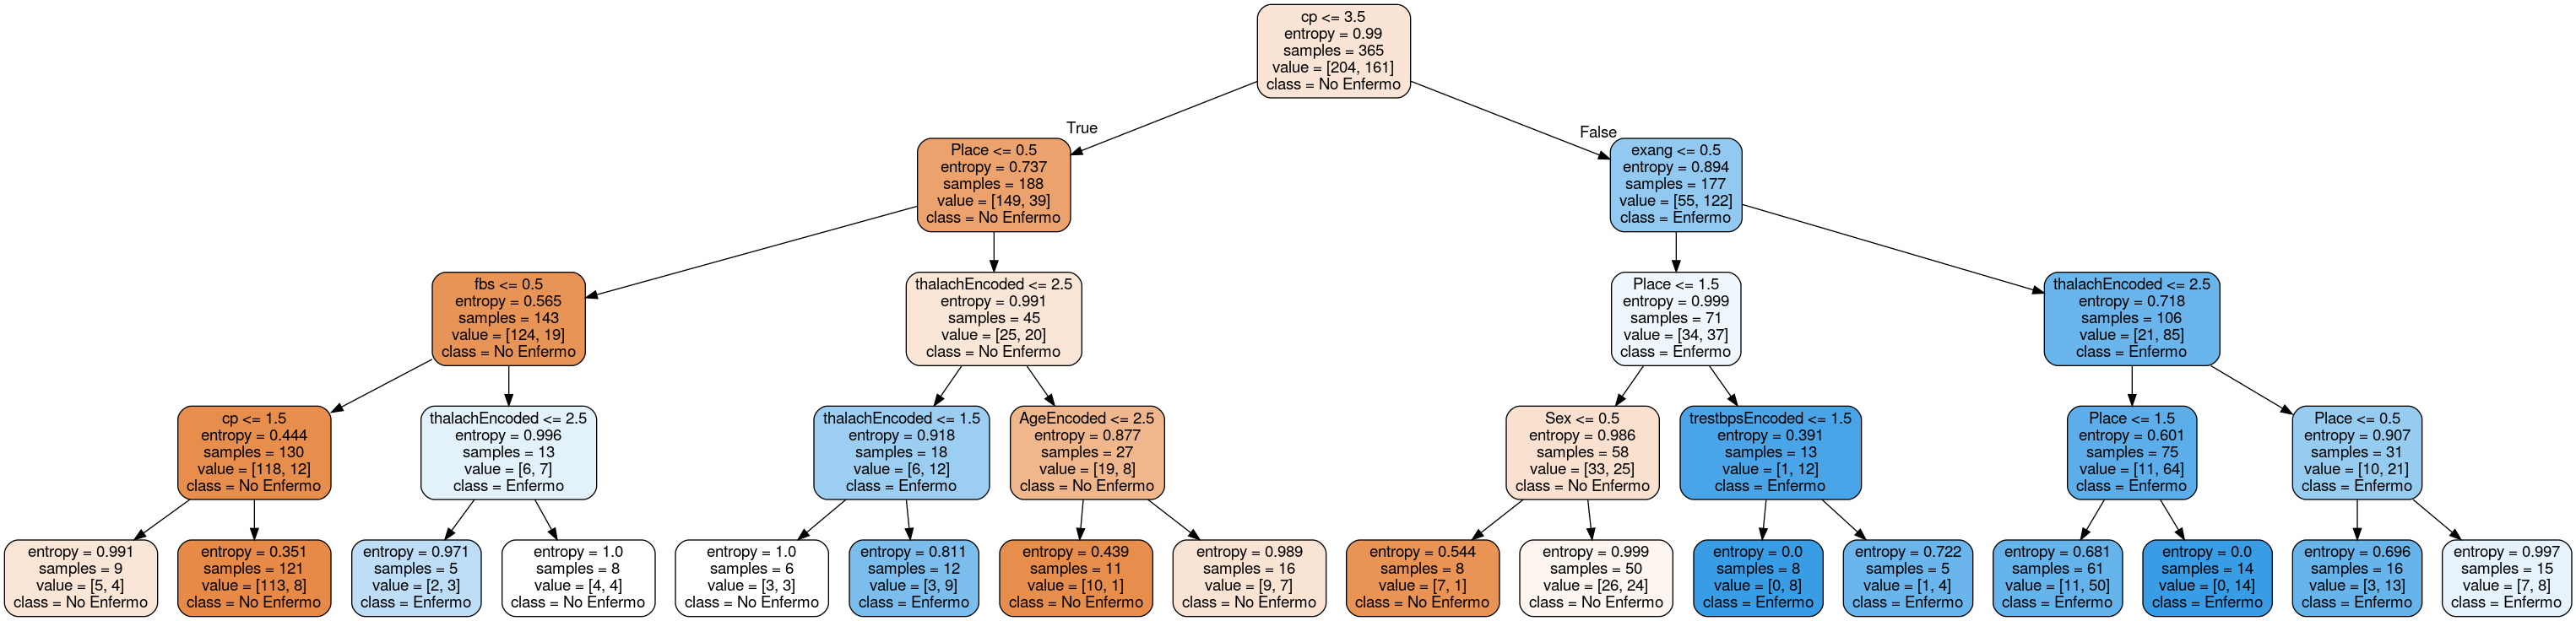 cp <= 3.5
entropy = 0.99
samples = 365
value = [204, 161]
class = No Enfermo
True
False
Place <= 0.5
entropy = 0.737
samples = 188
value = [149, 39]
class = No Enfermo
exang <= 0.5
entropy = 0.894
samples = 177
value = [55, 122]
class = Enfermo
fbs <= 0.5
entropy = 0.565
samples = 143
value = [124, 19]
class = No Enfermo
thalachEncoded <= 2.5
entropy = 0.991
samples = 45
value = [25, 20]
class = No Enfermo
Place <= 1.5
entropy = 0.999
samples = 71
value = [34, 37]
class = Enfermo
thalachEncoded <= 2.5
entropy = 0.718
samples = 106
value = [21, 85]
class = Enfermo
cp <= 1.5
entropy = 0.444
samples = 130
value = [118, 12]
class = No Enfermo
thalachEncoded <= 2.5
entropy = 0.996
samples = 13
value = [6, 7]
class = Enfermo
thalachEncoded <= 1.5
entropy = 0.918
samples = 18
value = [6, 12]
class = Enfermo
AgeEncoded <= 2.5
entropy = 0.877
samples = 27
value = [19, 8]
class = No Enfermo
Sex <= 0.5
entropy = 0.986
samples = 58
value = [33, 25]
class = No Enfermo
trestbpsEncoded <= 1.5
entropy = 0.391
samples = 13
value = [1, 12]
class = Enfermo
Place <= 1.5
entropy = 0.601
samples = 75
value = [11, 64]
class = Enfermo
Place <= 0.5
entropy = 0.907
samples = 31
value = [10, 21]
class = Enfermo
entropy = 0.991
samples = 9
value = [5, 4]
class = No Enfermo
entropy = 0.351
samples = 121
value = [113, 8]
class = No Enfermo
entropy = 0.971
samples = 5
value = [2, 3]
class = Enfermo
entropy = 1.0
samples = 8
value = [4, 4]
class = No Enfermo
entropy = 1.0
samples = 6
value = [3, 3]
class = No Enfermo
entropy = 0.811
samples = 12
value = [3, 9]
class = Enfermo
entropy = 0.439
samples = 11
value = [10, 1]
class = No Enfermo
entropy = 0.989
samples = 16
value = [9, 7]
class = No Enfermo
entropy = 0.544
samples = 8
value = [7, 1]
class = No Enfermo
entropy = 0.999
samples = 50
value = [26, 24]
class = No Enfermo
entropy = 0.0
samples = 8
value = [0, 8]
class = Enfermo
entropy = 0.722
samples = 5
value = [1, 4]
class = Enfermo
entropy = 0.681
samples = 61
value = [11, 50]
class = Enfermo
entropy = 0.0
samples = 14
value = [0, 14]
class = Enfermo
entropy = 0.696
samples = 16
value = [3, 13]
class = Enfermo
entropy = 0.997
samples = 15
value = [7, 8]
class = Enfermo